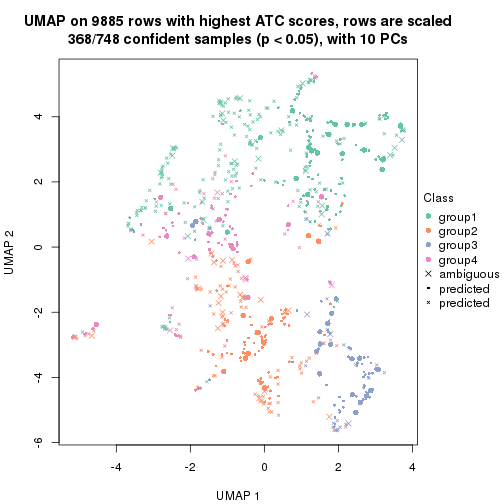 UMAP on 9885 rows with highest ATC scores, rows are scaled
368/748 confident samples (p < 0.05), with 10 PCs
4
2
0
-2
-4
-6
UMAP 2
-4
-2
0
2
4
UMAP 1
Class
group1
group2
group3
group4
ambiguous
predicted
predicted